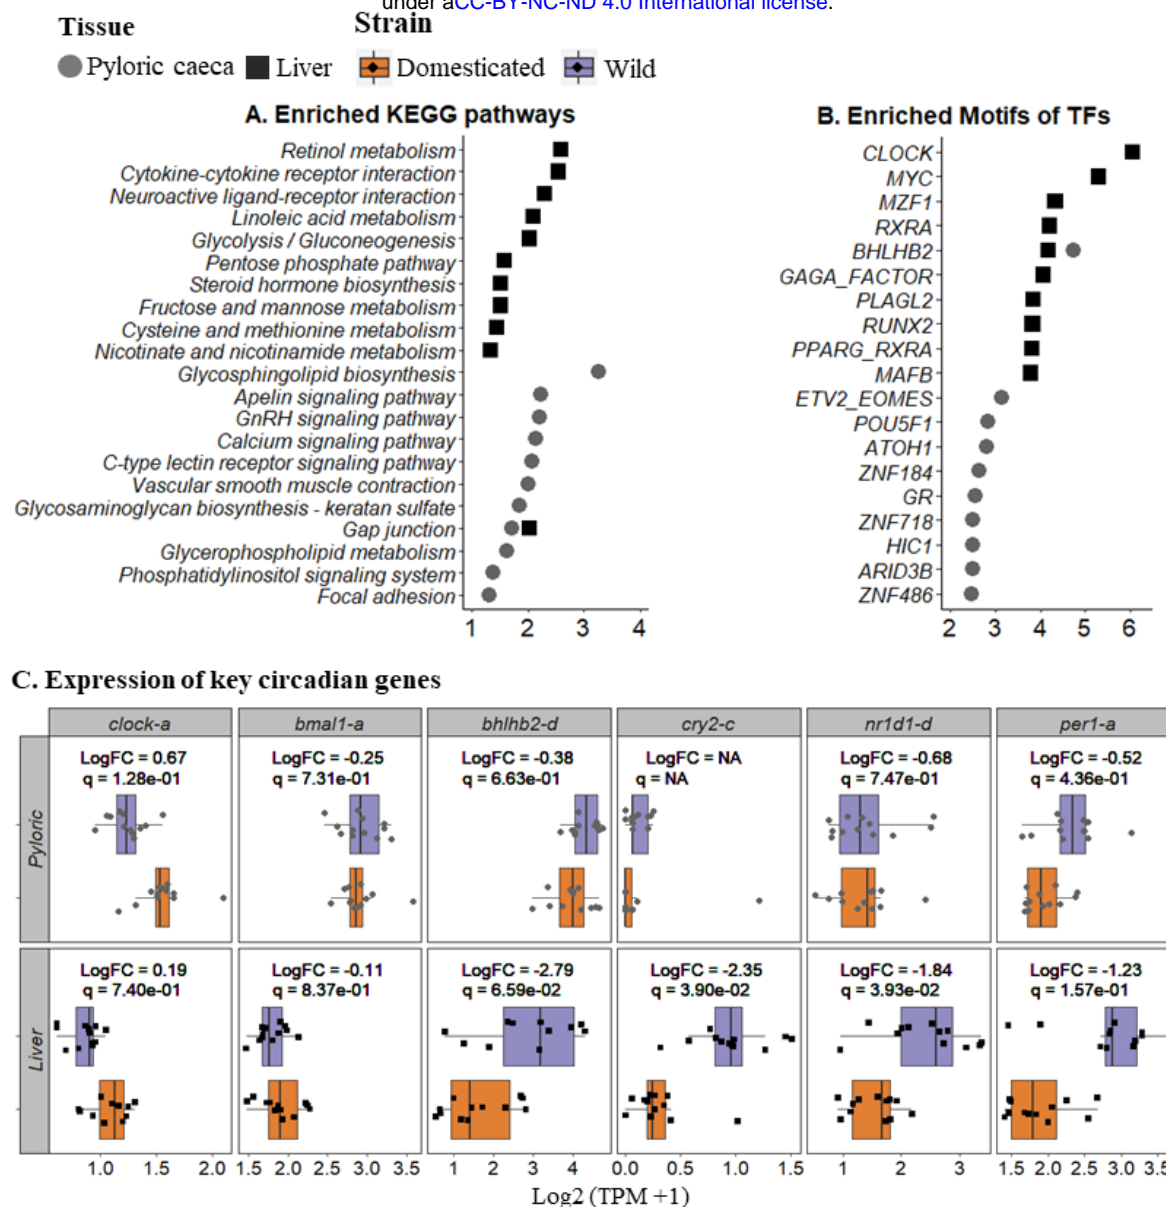 under aCC-BY-NC-ND 4.0 International license.
Tissue Strain
Pyloric caeca Liver Domesticated Wild
A. Enriched KEGG pathways
Retinol metabolism
Cytokine-cytokine receptor interaction
Neuroactive ligand-receptor interaction
Linoleic acid metabolism
Glycolysis / Gluconeogenesis
Pentose phosphate pathway
Steroid hormone biosynthesis
Fructose and mannose metabolism
Cysteine and methionine metabolism
Nicotinate and nicotinamide metabolism
Glycosphingolipid biosynthesis
Apelin signaling pathway
GnRH signaling pathway
Calcium signaling pathway
C-type lectin receptor signaling pathway
Vascular smooth muscle contraction
Glycosaminoglycan biosynthesis - keratan sulfate
Gap junction
Glycerophospholipid metabolism
Phosphatidylinositol signaling system
Focal adhesion
1 2 3 4
B. Enriched Motifs of TFs
CLOCK
MYC
MZF1
RXRA
BHLHB2
GAGA_FACTOR
PLAGL2
RUNX2
PPARG_RXRA
MAFB
ETV2_EOMES
POU5F1
ATOH1
ZNF184
GR
ZNF718
HIC1
ARID3B
ZNF486
2 3 4 5 6
C. Expression of key circadian genes
clock-a bmal1-a bhlhb2-d cry2-c nr1d1-d per1-a
Pyloric
LogFC = 0.67 LogFC = -0.25 LogFC = -0.38 LogFC = NA LogFC = -0.68 LogFC = -0.52
q = 1.28e-01 q = 7.31e-01 q = 6.63e-01 q = NA q = 7.47e-01 q = 4.36e-01
Liver
LogFC = 0.19 LogFC = -0.11 LogFC = -2.79 LogFC = -2.35 LogFC = -1.84 LogFC = -1.23
q = 7.40e-01 q = 8.37e-01 q = 6.59e-02 q = 3.90e-02 q = 3.93e-02 q = 1.57e-01
1.0 1.5 2.0 1.5 2.0 2.5 3.0 3.5 1 2 3 4 0.0 0.5 1.0 1.5 1 2 3 1.5 2.0 2.5 3.0 3.5
Log2 (TPM +1)